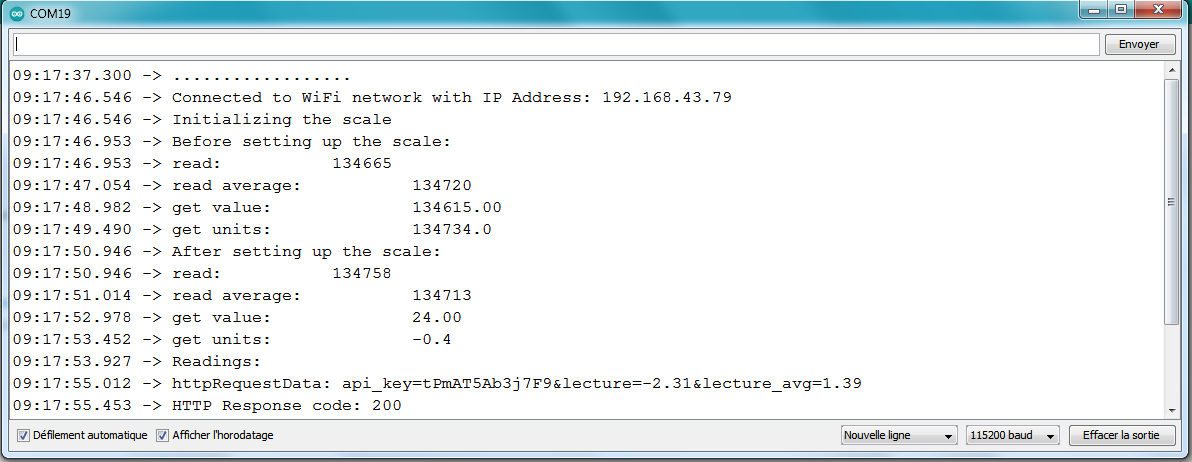 COM19
Envoyer
09:17:37.300 -> ..................
09:17:46.546 -> Connected to WiFi network with IP Address: 192.168.43.79
09:17:46.546 -> Initializing the scale
09:17:46.953 -> Before setting up the scale:
09:17:46.953 -> read: 134665
09:17:47.054 -> read average: 134720
09:17:48.982 -> get value: 134615.00
09:17:49.490 -> get units: 134734.0
09:17:50.946 -> After setting up the scale:
09:17:50.946 -> read: 134758
09:17:51.014 -> read average: 134713
09:17:52.978 -> get value: 24.00
09:17:53.452 -> get units: -0.4
09:17:53.927 -> Readings:
09:17:55.012 -> httpRequestData: api_key=tPmAT5Ab3j7F9&lecture=-2.31&lecture_avg=1.39
09:17:55.453 -> HTTP Response code: 200
Défilement automatique Afficher l'horodatage Nouvelle ligne 115200 baud Effacer la sortie